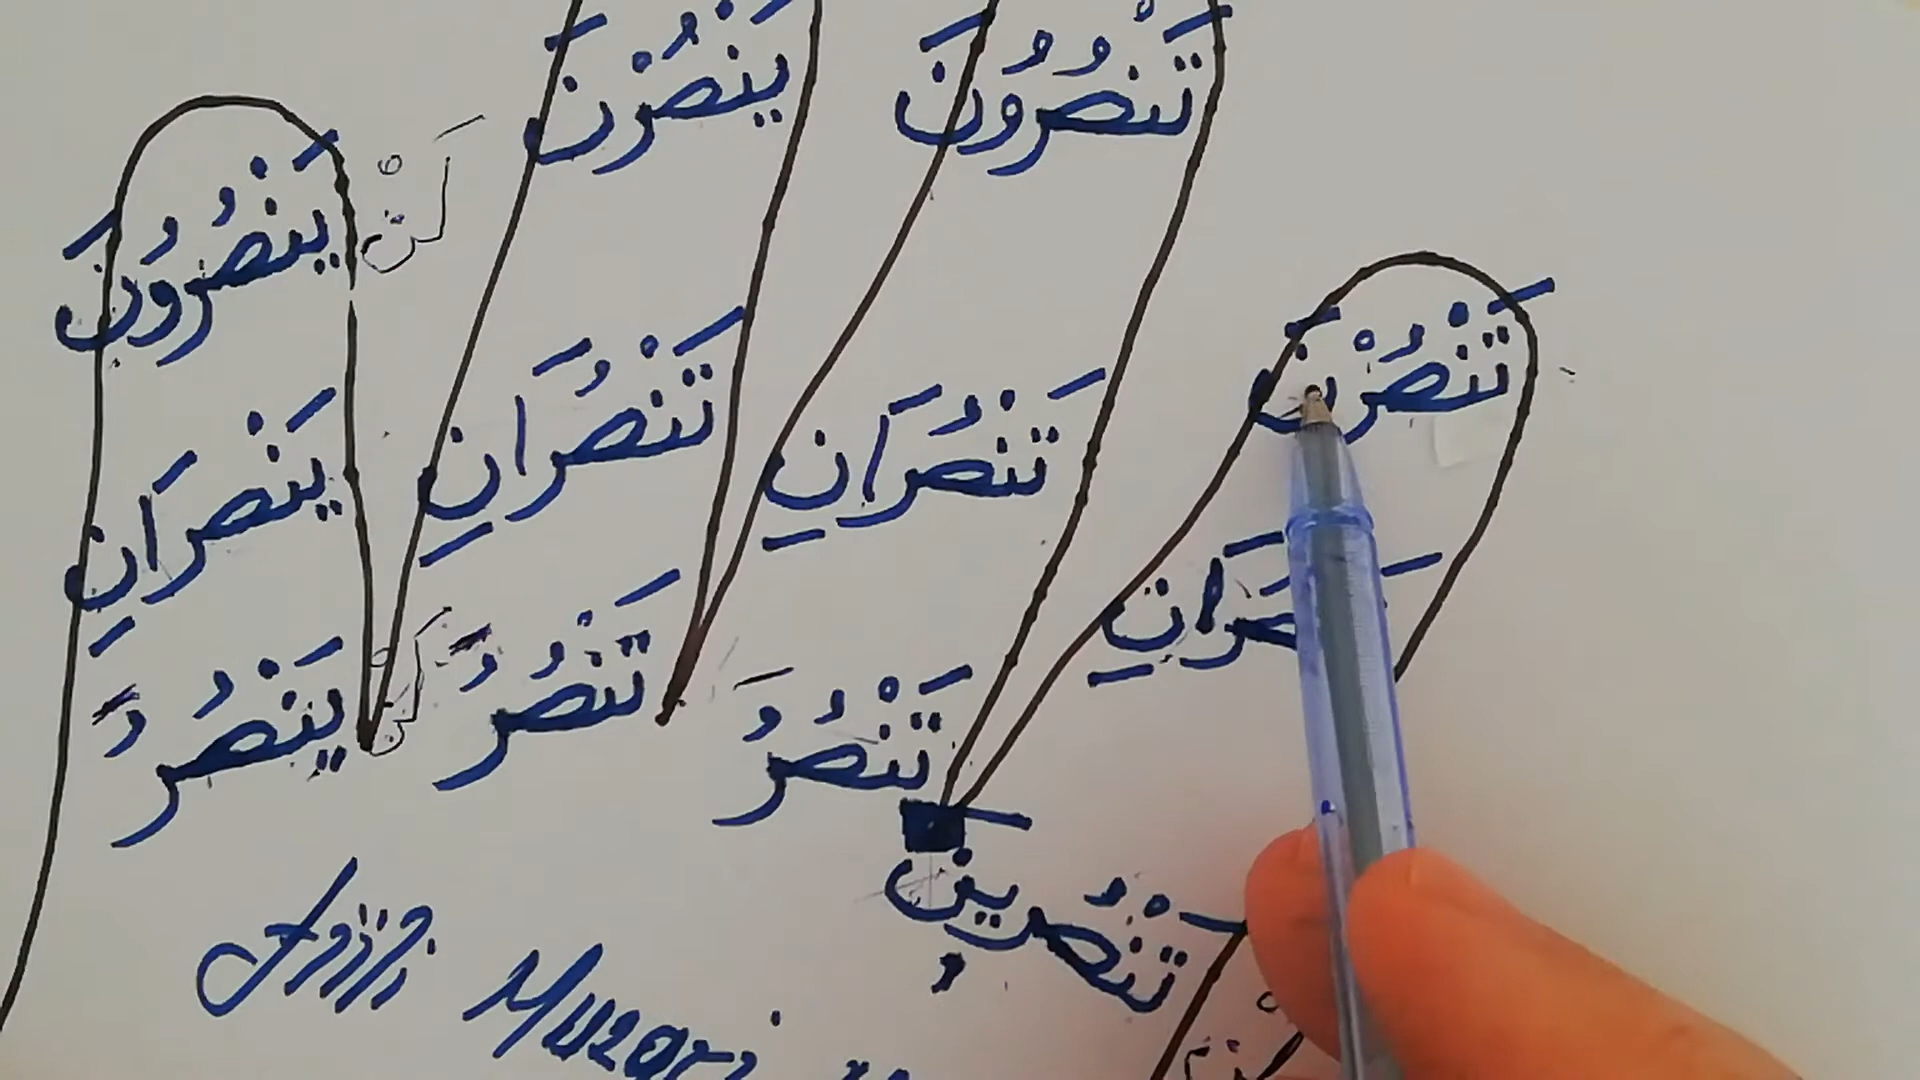 يَنْصُرْنَ
تَنْصُرُونَ
يَنْصُرُونَ
لَنْ
تَنْصُرْنَ
يَنْصُرَانِ
تَنْصُرَانِ
تَنْصُرَانِ
يَنْصُرُ
تَنْصُرُ
تَنْصُرُ
تَنْصُرِينَ
Muzari